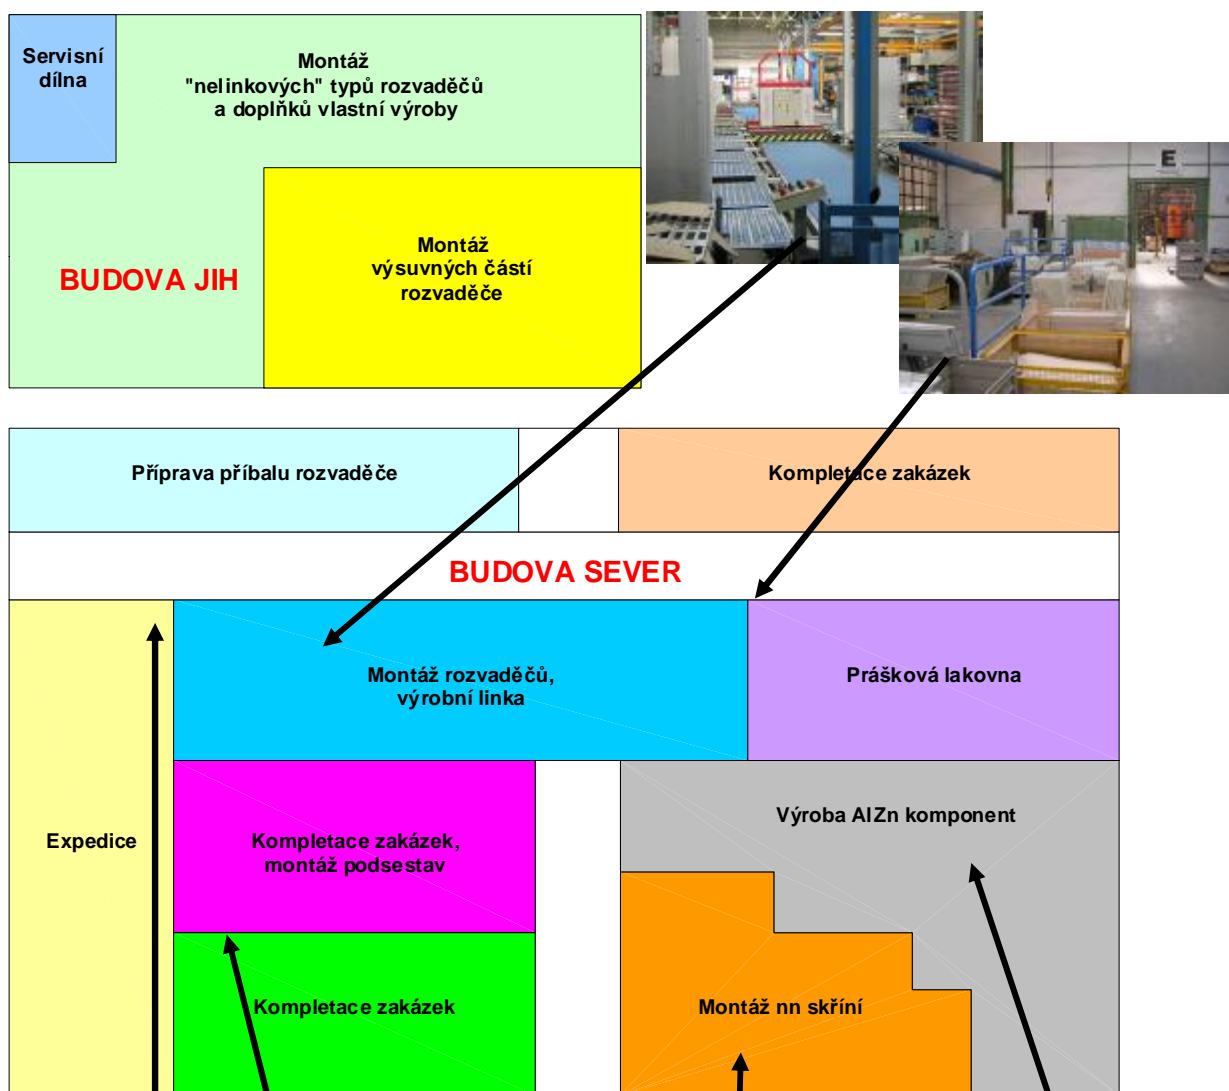 Servisní
dílna
Montáž
"nelinkových" typů rozvaděčů
a doplňků vlastní výroby
Montáž
výsuvných částí
rozvaděče
BUDOVA JIH
E
Příprava příbalu rozvaděče
Kompletace zakázek
BUDOVA SEVER
Montáž rozvaděčů,
výrobní linka
Prášková lakovna
Expedice
Kompletace zakázek,
montáž podsestav
Výroba AlZn komponent
Kompletace zakázek
Montáž nn skříní